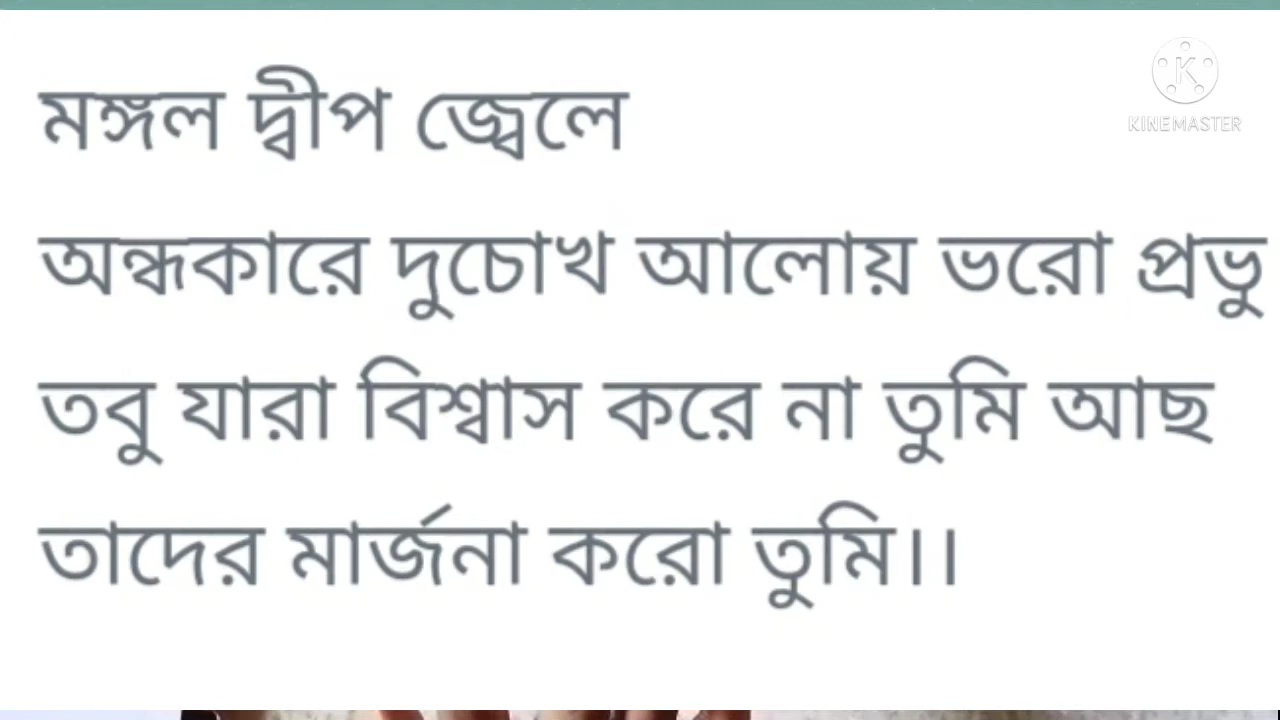 মঙ্গল দ্বীপ জ্বেলে
অন্ধকারে দুচোখ আলোয় ভরো প্রভু
তবু যারা বিশ্বাস করে না তুমি আছ
তাদের মার্জনা করো তুমি।।
K
KINEMASTER